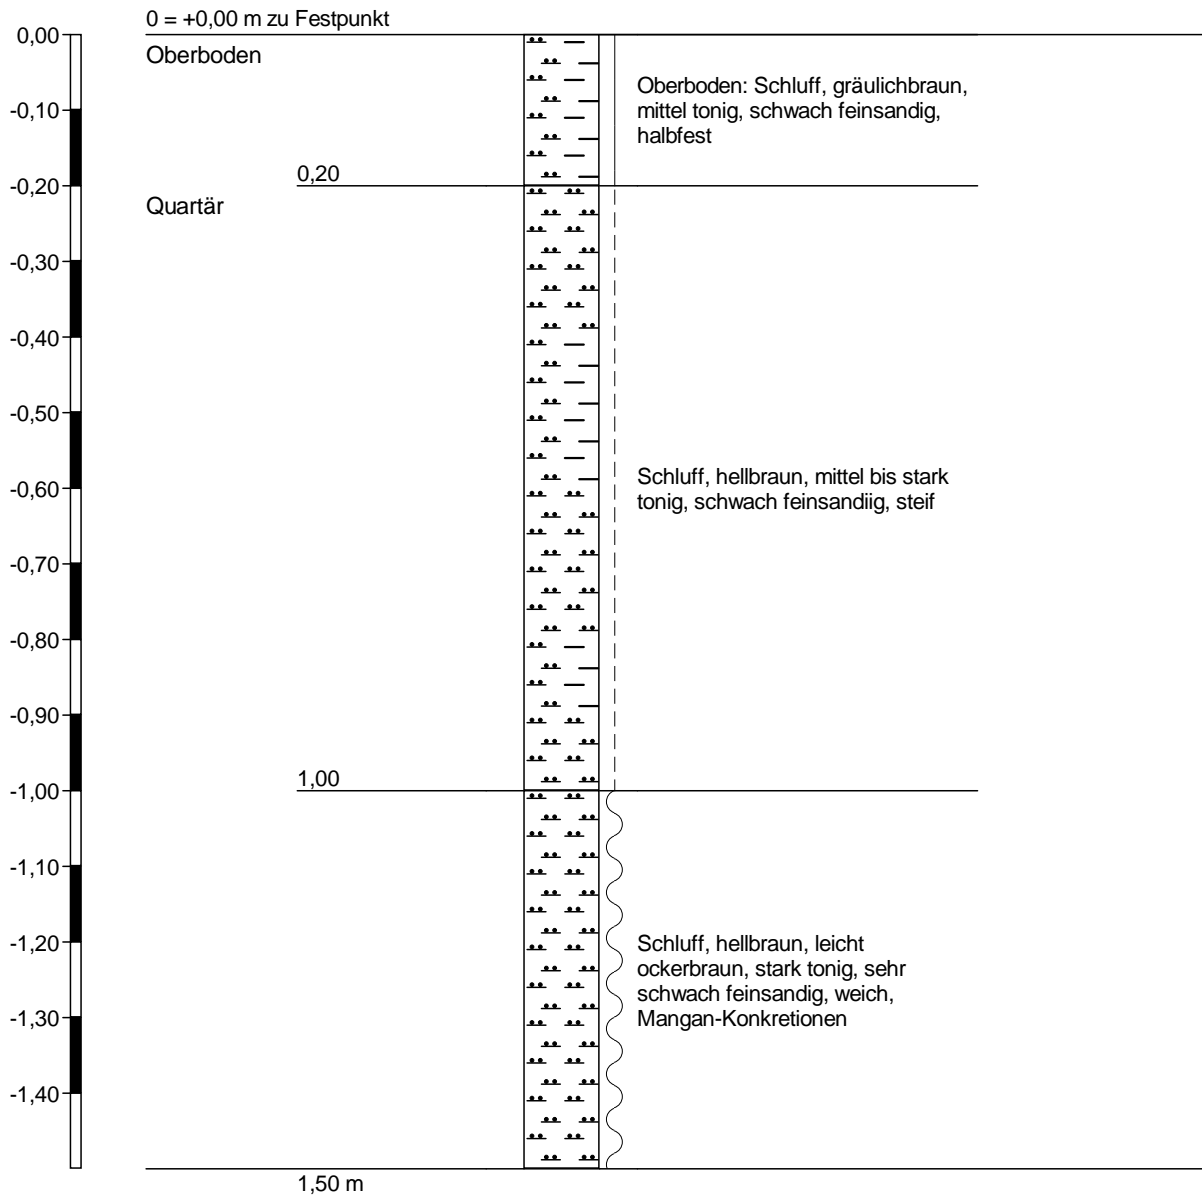 0 = +0,00 m zu Festpunkt
0,00
Oberboden
Oberboden: Schluff, gräulichbraun,
mittel tonig, schwach feinsandig,
halbfest
-0,10
0,20
-0,20
Quartär
-0,30
-0,40
-0,50
Schluff, hellbraun, mittel bis stark
tonig, schwach feinsandiig, steif
-0,60
-0,70
-0,80
-0,90
1,00
-1,00
-1,10
-1,20
Schluff, hellbraun, leicht
ockerbraun, stark tonig, sehr
schwach feinsandig, weich,
Mangan-Konkretionen
-1,30
-1,40
1,50 m